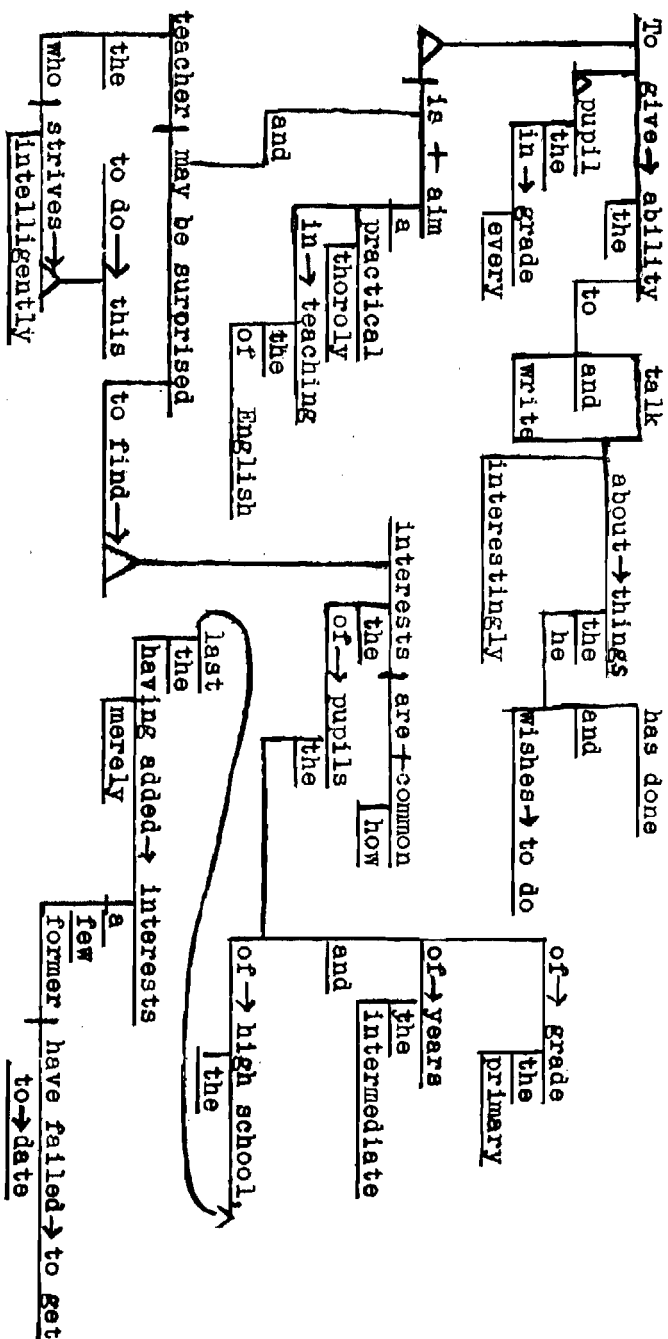 To give → ability talk has done
the about → things
pupil to and the and
the he
in → grade write wishes → to do
every interestingly
of → grade
the
primary
is + aim
a
practical
thoroly
in → teaching
the
of English
and
interests are + common
the how
of → pupils
the
of → years
the
intermediate
and
of → high school,
the
teacher may be surprised
the to do → this to find →
who strives →
intelligently
last
the
having added → interests
merely a
few
former have failed → to get
to → date